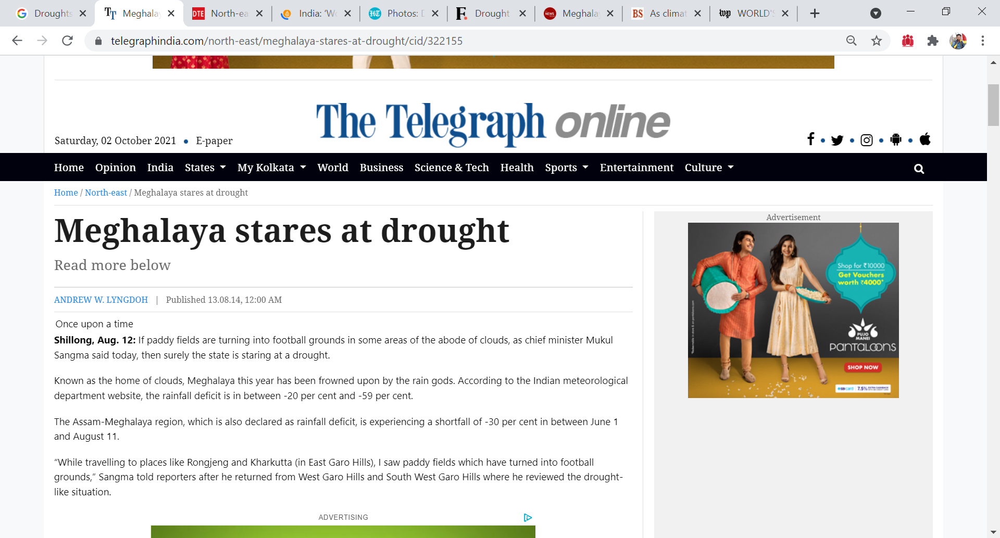 Droughts Meghala North-ea India: ‘Wo Photos: D Drought Meghala As climat WORLD'S
telegraphindia.com/north-east/meghalaya-stares-at-drought/cid/322155
The Telegraph online
Saturday, 02 October 2021 • E-paper
Home Opinion India States My Kolkata World Business Science & Tech Health Sports Entertainment Culture
Home / North-east / Meghalaya stares at drought
Meghalaya stares at drought
Read more below
ANDREW W. LYNGDOH | Published 13.08.14, 12:00 AM
Once upon a time
Shillong, Aug. 12: If paddy fields are turning into football grounds in some areas of the abode of clouds, as chief minister Mukul
Sangma said today, then surely the state is staring at a drought.
Known as the home of clouds, Meghalaya this year has been frowned upon by the rain gods. According to the Indian meteorological
department website, the rainfall deficit is in between -20 per cent and -59 per cent.
The Assam-Meghalaya region, which is also declared as rainfall deficit, is experiencing a shortfall of -30 per cent in between June 1
and August 11.
“While travelling to places like Rongjeng and Kharkutta (in East Garo Hills), I saw paddy fields which have turned into football
grounds,” Sangma told reporters after he returned from West Garo Hills and South West Garo Hills where he reviewed the drought-
like situation.
ADVERTISING
Advertisement
Shop for ₹10000
Get Vouchers
worth ₹4000*
PUJO
MANEI
PANTALOONS
SHOP NOW
SBI card 7.5% EXTRA CASHBACK